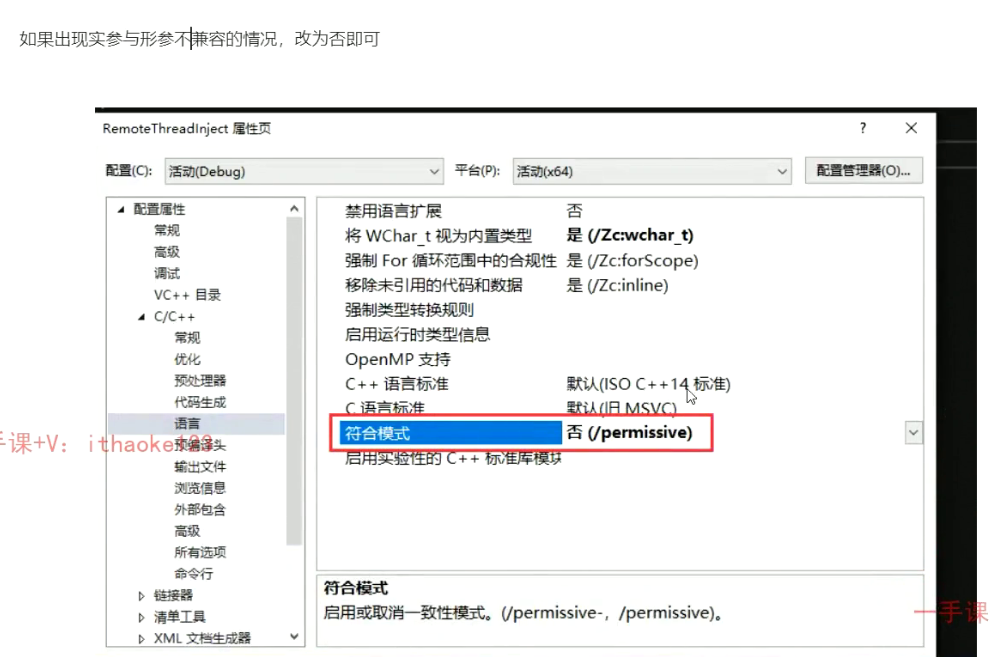 如果出现实参与形参不兼容的情况，改为否即可
RemoteThreadInject 属性页
? ×
配置(C): 活动(Debug) 平台(P): 活动(x64) 配置管理器(O)...
配置属性
常规
高级
调试
VC++ 目录
C/C++
常规
优化
预处理器
代码生成
语言
预编译头
输出文件
浏览信息
外部包含
高级
所有选项
命令行
链接器
清单工具
XML 文档生成器
禁用语言扩展 否
将 WChar_t 视为内置类型 是 (/Zc:wchar_t)
强制 For 循环范围中的合规性 是 (/Zc:forScope)
移除未引用的代码和数据 是 (/Zc:inline)
强制类型转换规则
启用运行时类型信息
OpenMP 支持
C++ 语言标准 默认(ISO C++14 标准)
C 语言标准 默认(旧 MSVC)
符合模式 否 (/permissive)
启用实验性的 C++ 标准库模块
符合模式
启用或取消一致性模式。(/permissive-，/permissive)。
手课+V：ithaoke123
一手课